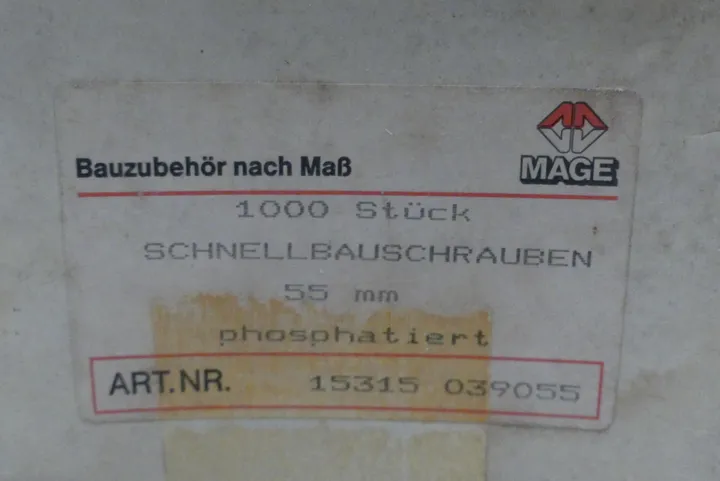 MAGE
Bauzubehör nach Maß
1000 Stück
SCHNELLBAUSCHRAUBEN
55 mm
phosphatiert
ART.NR. 15315 039055